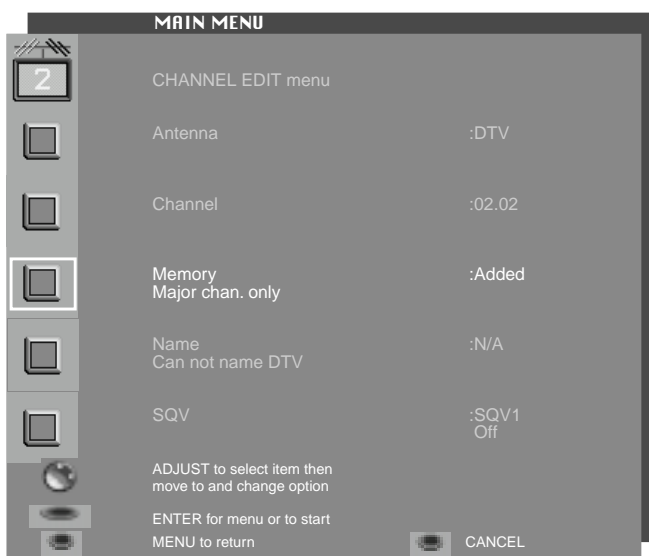 MAIN MENU
2
CHANNEL EDIT menu
Antenna :DTV
Channel :02.02
Memory :Added
Major chan. only
Name :N/A
Can not name DTV
SQV :SQV1
Off
ADJUST to select item then
move to and change option
ENTER for menu or to start
MENU to return CANCEL